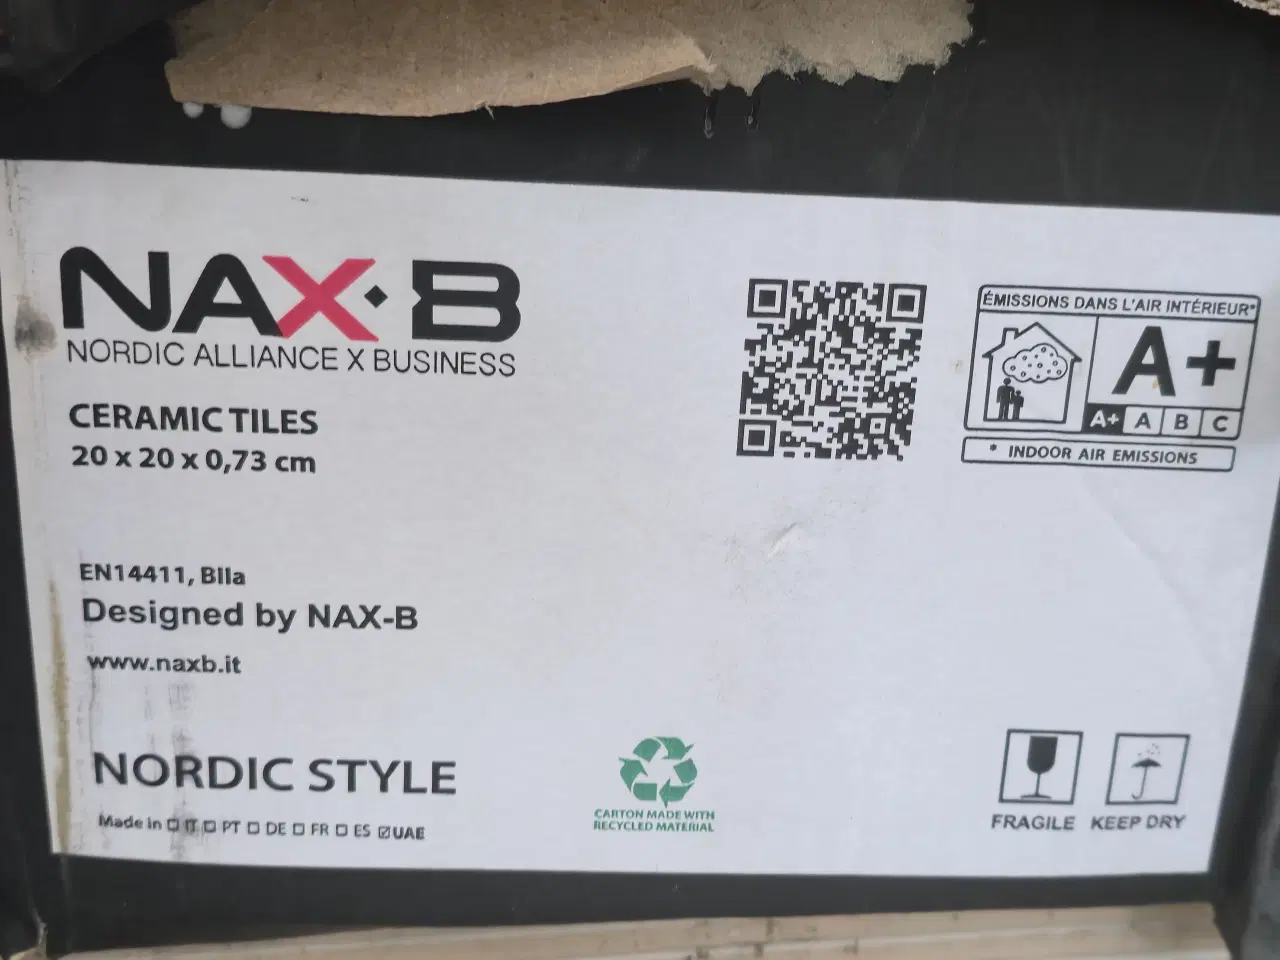 NAX·B
NORDIC ALLIANCE X BUSINESS
CERAMIC TILES
20 x 20 x 0,73 cm
EN14411, BIIa
Designed by NAX-B
www.naxb.it
NORDIC STYLE
Made in ☐ IT ☐ PT ☐ DE ☐ FR ☐ ES ☑ UAE
ÉMISSIONS DANS L'AIR INTÉRIEUR*
A+
A+ A B C
* INDOOR AIR EMISSIONS
CARTON MADE WITH
RECYCLED MATERIAL
FRAGILE KEEP DRY